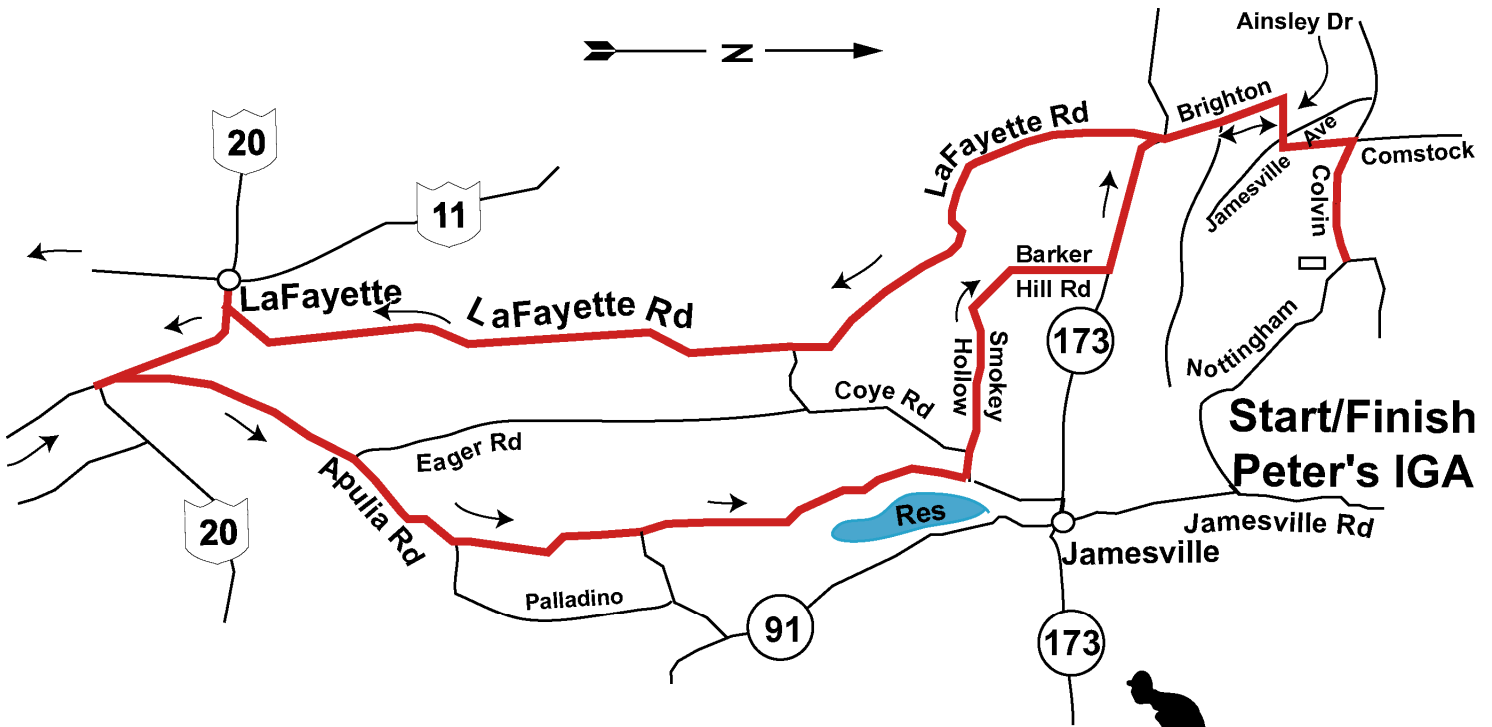 Ainsley Dr
N
20
11
Brighton
LaFayette Rd
Jamesville
Ave
Comstock
Colvin
Barker
Hill Rd
LaFayette
LaFayette Rd
173
Smokey
Hollow
Nottingham
Coye Rd
Eager Rd
Start/Finish
Peter's IGA
Apulia Rd
20
Res
Jamesville Rd
Jamesville
Palladino
91
173